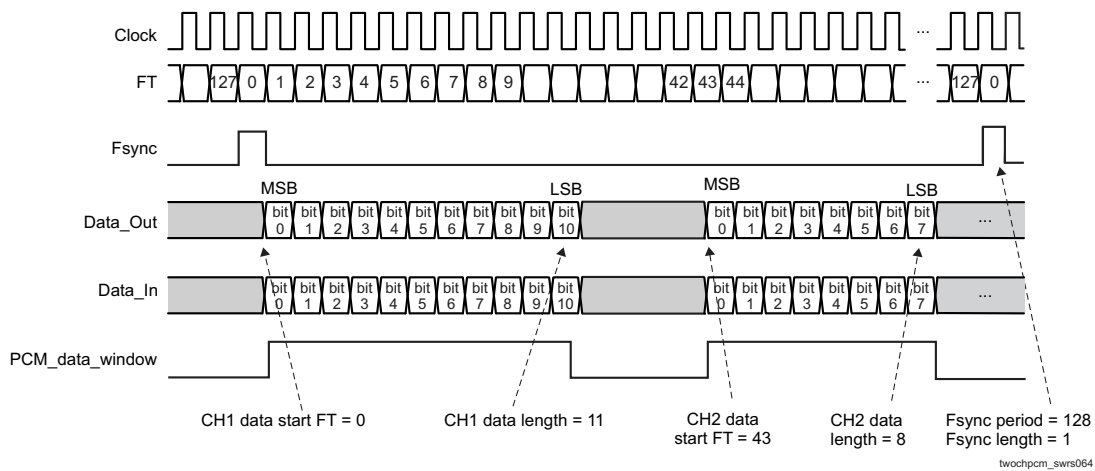 Clock ...
FT 127 0 1 2 3 4 5 6 7 8 9 42 43 44 ... 127 0
Fsync
MSB LSB MSB LSB
Data_Out bit 0 bit 1 bit 2 bit 3 bit 4 bit 5 bit 6 bit 7 bit 8 bit 9 bit 10 bit 0 bit 1 bit 2 bit 3 bit 4 bit 5 bit 6 bit 7 ...
Data_In bit 0 bit 1 bit 2 bit 3 bit 4 bit 5 bit 6 bit 7 bit 8 bit 9 bit 10 bit 0 bit 1 bit 2 bit 3 bit 4 bit 5 bit 6 bit 7 ...
PCM_data_window
CH1 data start FT = 0
CH1 data length = 11
CH2 data
start FT = 43
CH2 data
length = 8
Fsync period = 128
Fsync length = 1
twochpcm_swrs064